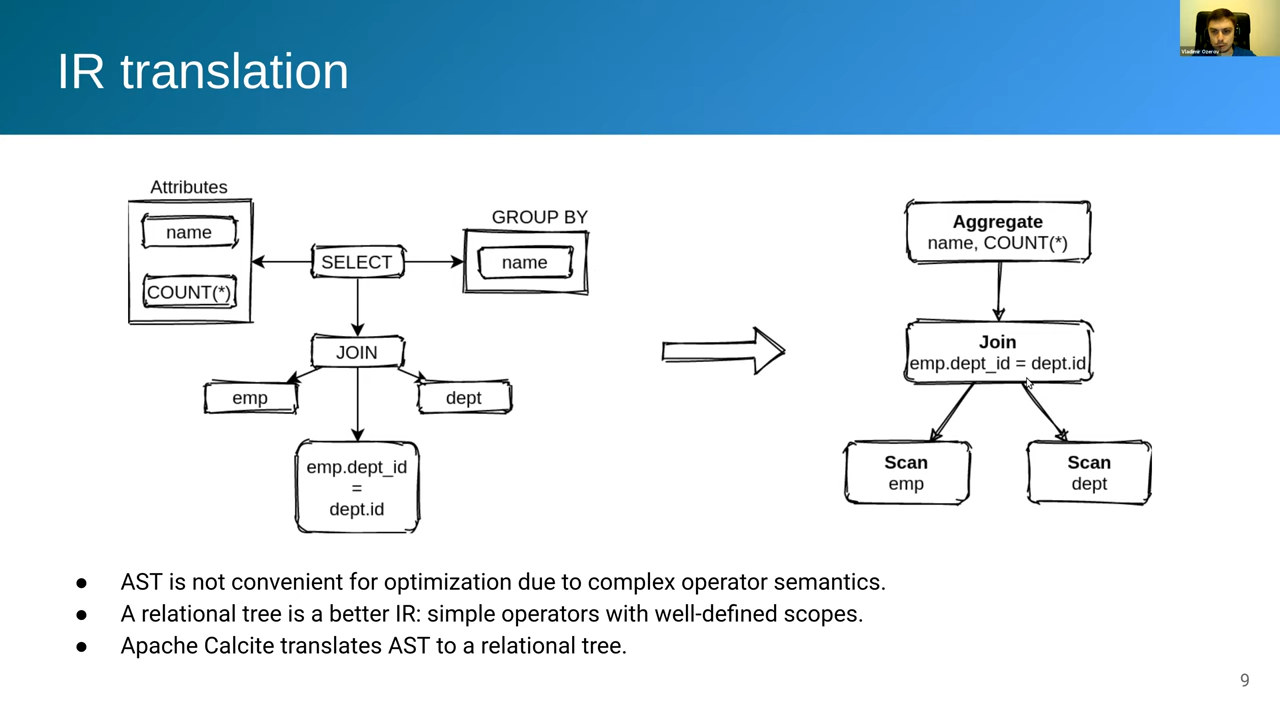 IR translation
Vladimir Ozerov
Attributes
name
COUNT(*)
SELECT
GROUP BY
name
JOIN
emp
dept
emp.dept_id
=
dept.id
Aggregate
name, COUNT(*)
Join
emp.dept_id = dept.id
Scan
emp
Scan
dept
● AST is not convenient for optimization due to complex operator semantics.
● A relational tree is a better IR: simple operators with well-defined scopes.
● Apache Calcite translates AST to a relational tree.
9